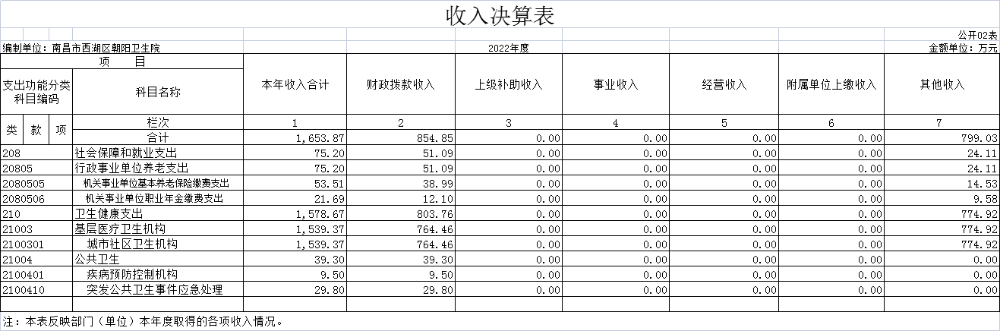 收入决算表
公开02表
编制单位：南昌市西湖区朝阳卫生院 2022年度 金额单位：万元
项 目 本年收入合计 财政拨款收入 上级补助收入 事业收入 经营收入 附属单位上缴收入 其他收入
支出功能分类科目编码 科目名称
类 款 项 栏次 1 2 3 4 5 6 7
合计 1,653.87 854.85 0.00 0.00 0.00 0.00 799.03
208 社会保障和就业支出 75.20 51.09 0.00 0.00 0.00 0.00 24.11
20805 行政事业单位养老支出 75.20 51.09 0.00 0.00 0.00 0.00 24.11
2080505 机关事业单位基本养老保险缴费支出 53.51 38.99 0.00 0.00 0.00 0.00 14.53
2080506 机关事业单位职业年金缴费支出 21.69 12.10 0.00 0.00 0.00 0.00 9.58
210 卫生健康支出 1,578.67 803.76 0.00 0.00 0.00 0.00 774.92
21003 基层医疗卫生机构 1,539.37 764.46 0.00 0.00 0.00 0.00 774.92
2100301 城市社区卫生机构 1,539.37 764.46 0.00 0.00 0.00 0.00 774.92
21004 公共卫生 39.30 39.30 0.00 0.00 0.00 0.00 0.00
2100401 疾病预防控制机构 9.50 9.50 0.00 0.00 0.00 0.00 0.00
2100410 突发公共卫生事件应急处理 29.80 29.80 0.00 0.00 0.00 0.00 0.00
注：本表反映部门（单位）本年度取得的各项收入情况。